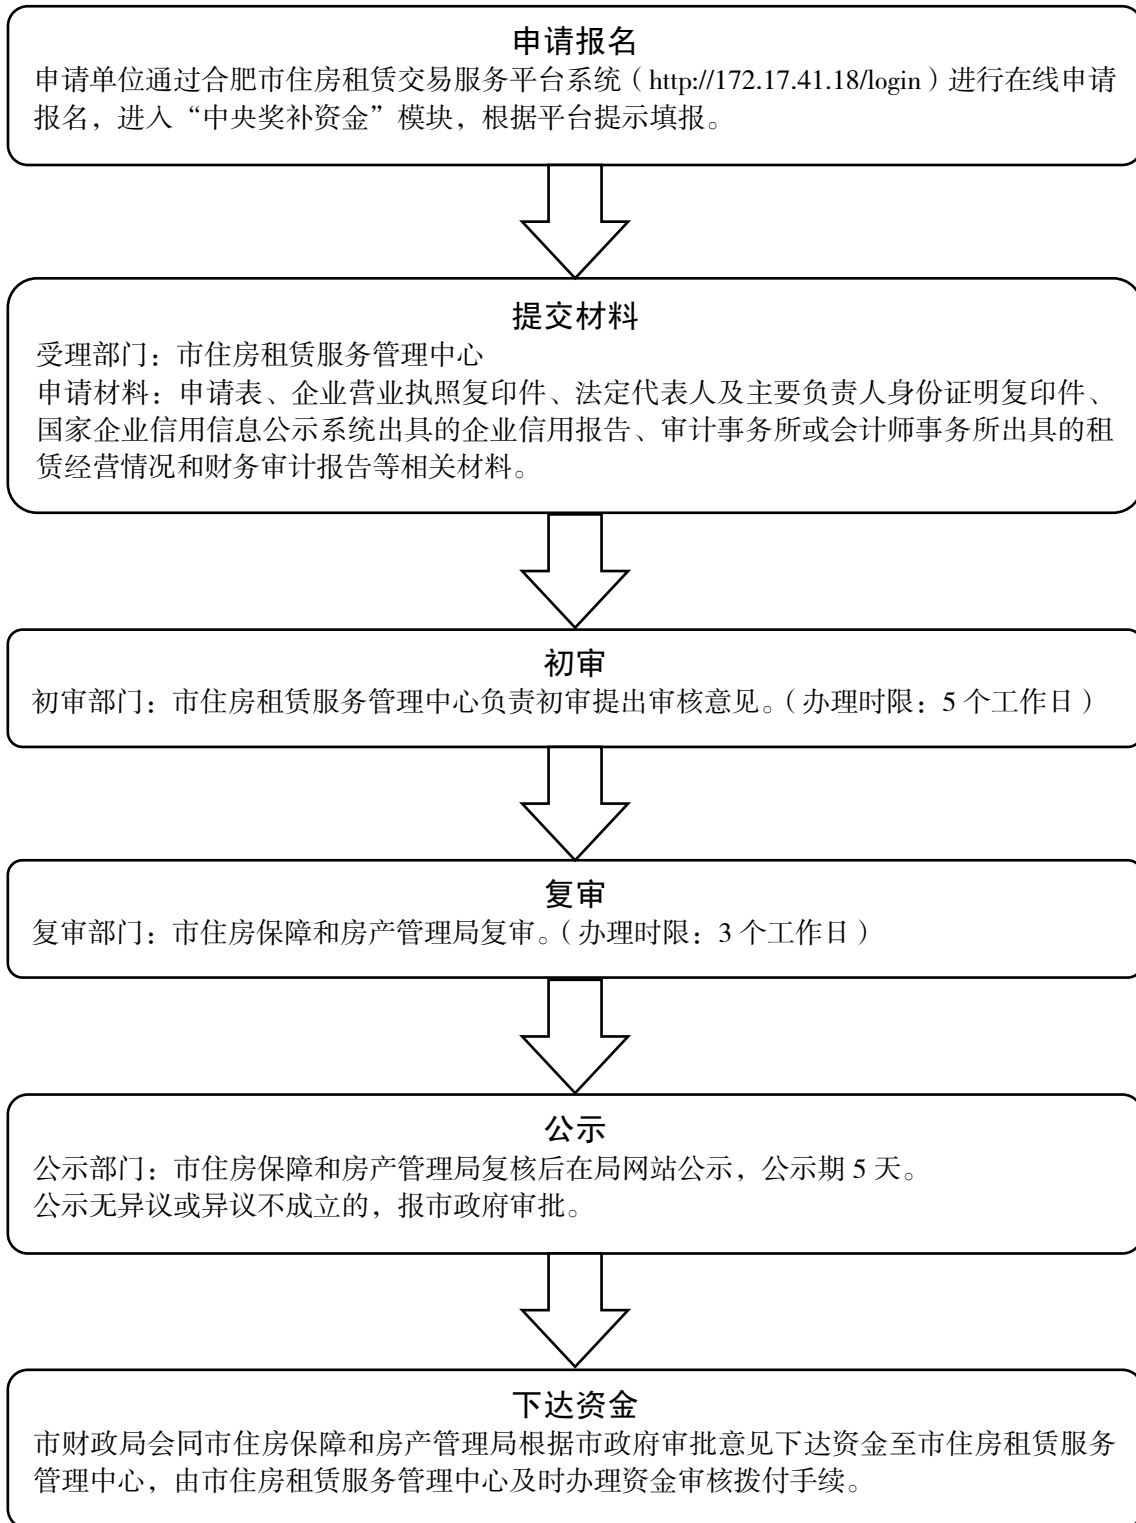 申请报名
申请单位通过合肥市住房租赁交易服务平台系统（http://172.17.41.18/login）进行在线申请
报名，进入“中央奖补资金”模块，根据平台提示填报。
提交材料
受理部门：市住房租赁服务管理中心
申请材料：申请表、企业营业执照复印件、法定代表人及主要负责人身份证明复印件、
国家企业信用信息公示系统出具的企业信用报告、审计事务所或会计师事务所出具的租
赁经营情况和财务审计报告等相关材料。
初审
初审部门：市住房租赁服务管理中心负责初审提出审核意见。（办理时限：5 个工作日）
复审
复审部门：市住房保障和房产管理局复审。（办理时限：3 个工作日）
公示
公示部门：市住房保障和房产管理局复核后在局网站公示，公示期 5 天。
公示无异议或异议不成立的，报市政府审批。
下达资金
市财政局会同市住房保障和房产管理局根据市政府审批意见下达资金至市住房租赁服务
管理中心，由市住房租赁服务管理中心及时办理资金审核拨付手续。